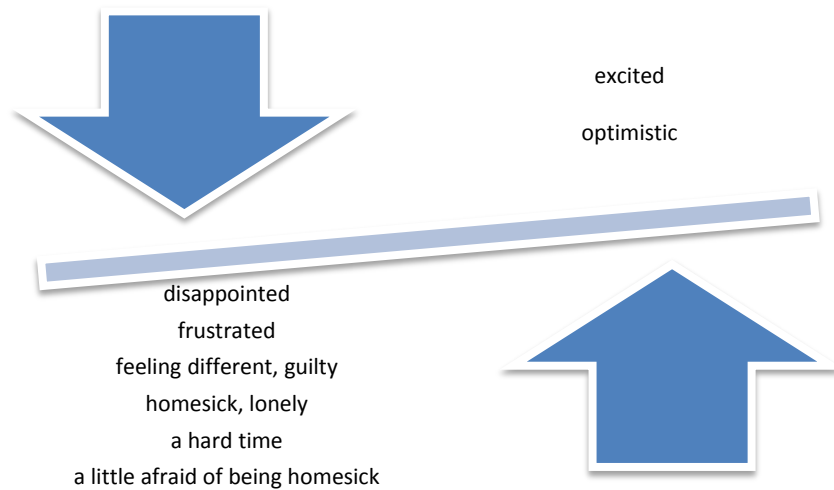 excited
optimistic
disappointed
frustrated
feeling different, guilty
homesick, lonely
a hard time
a little afraid of being homesick